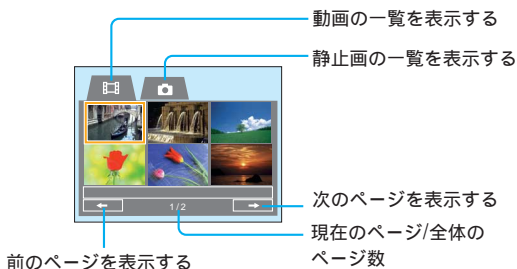 動画の一覧を表示する
静止画の一覧を表示する
次のページを表示する
1/2
現在のページ/全体の
ページ数
前のページを表示する